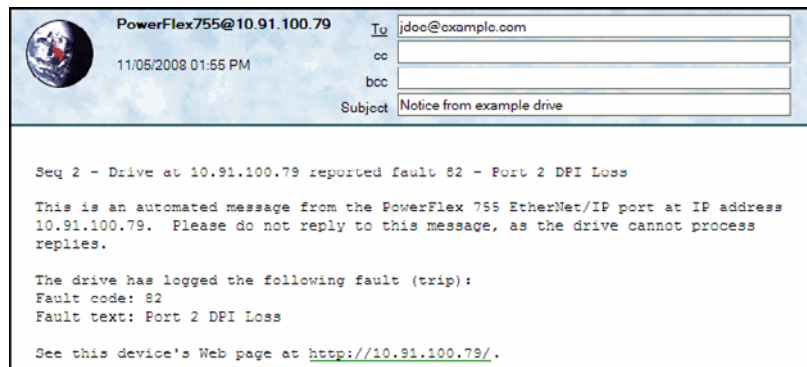 PowerFlex755@10.91.100.79
11/05/2008 01:55 PM
To jdoe@example.com
cc
bcc
Subject Notice from example drive
Seq 2 - Drive at 10.91.100.79 reported fault 82 - Port 2 DPI Loss
This is an automated message from the PowerFlex 755 EtherNet/IP port at IP address
10.91.100.79. Please do not reply to this message, as the drive cannot process
replies.
The drive has logged the following fault (trip):
Fault code: 82
Fault text: Port 2 DPI Loss
See this device's Web page at http://10.91.100.79/.